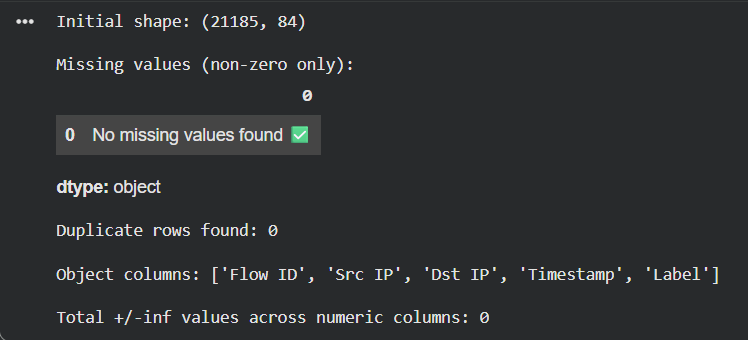 ••• Initial shape: (21185, 84)
Missing values (non-zero only):
0
0 No missing values found ✅
dtype: object
Duplicate rows found: 0
Object columns: ['Flow ID', 'Src IP', 'Dst IP', 'Timestamp', 'Label']
Total +/-inf values across numeric columns: 0